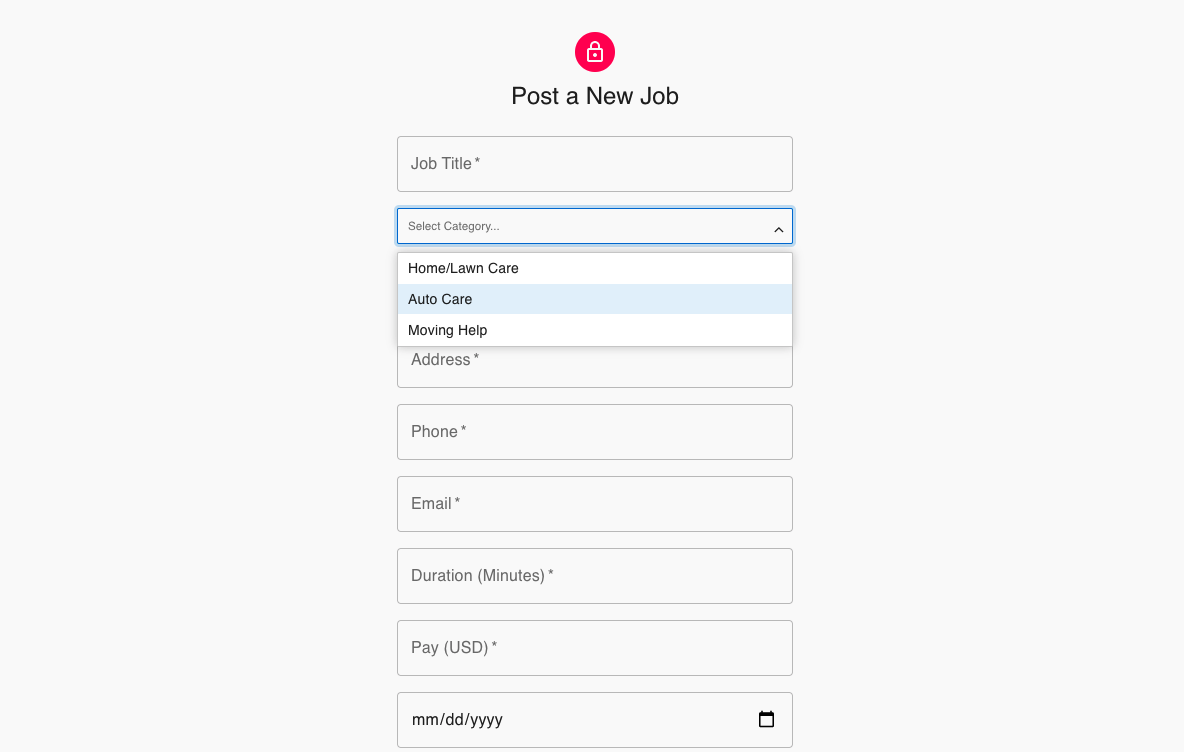 Post a New Job
Job Title *
Select Category...
Home/Lawn Care
Auto Care
Moving Help
Address *
Phone *
Email *
Duration (Minutes) *
Pay (USD) *
mm/dd/yyyy